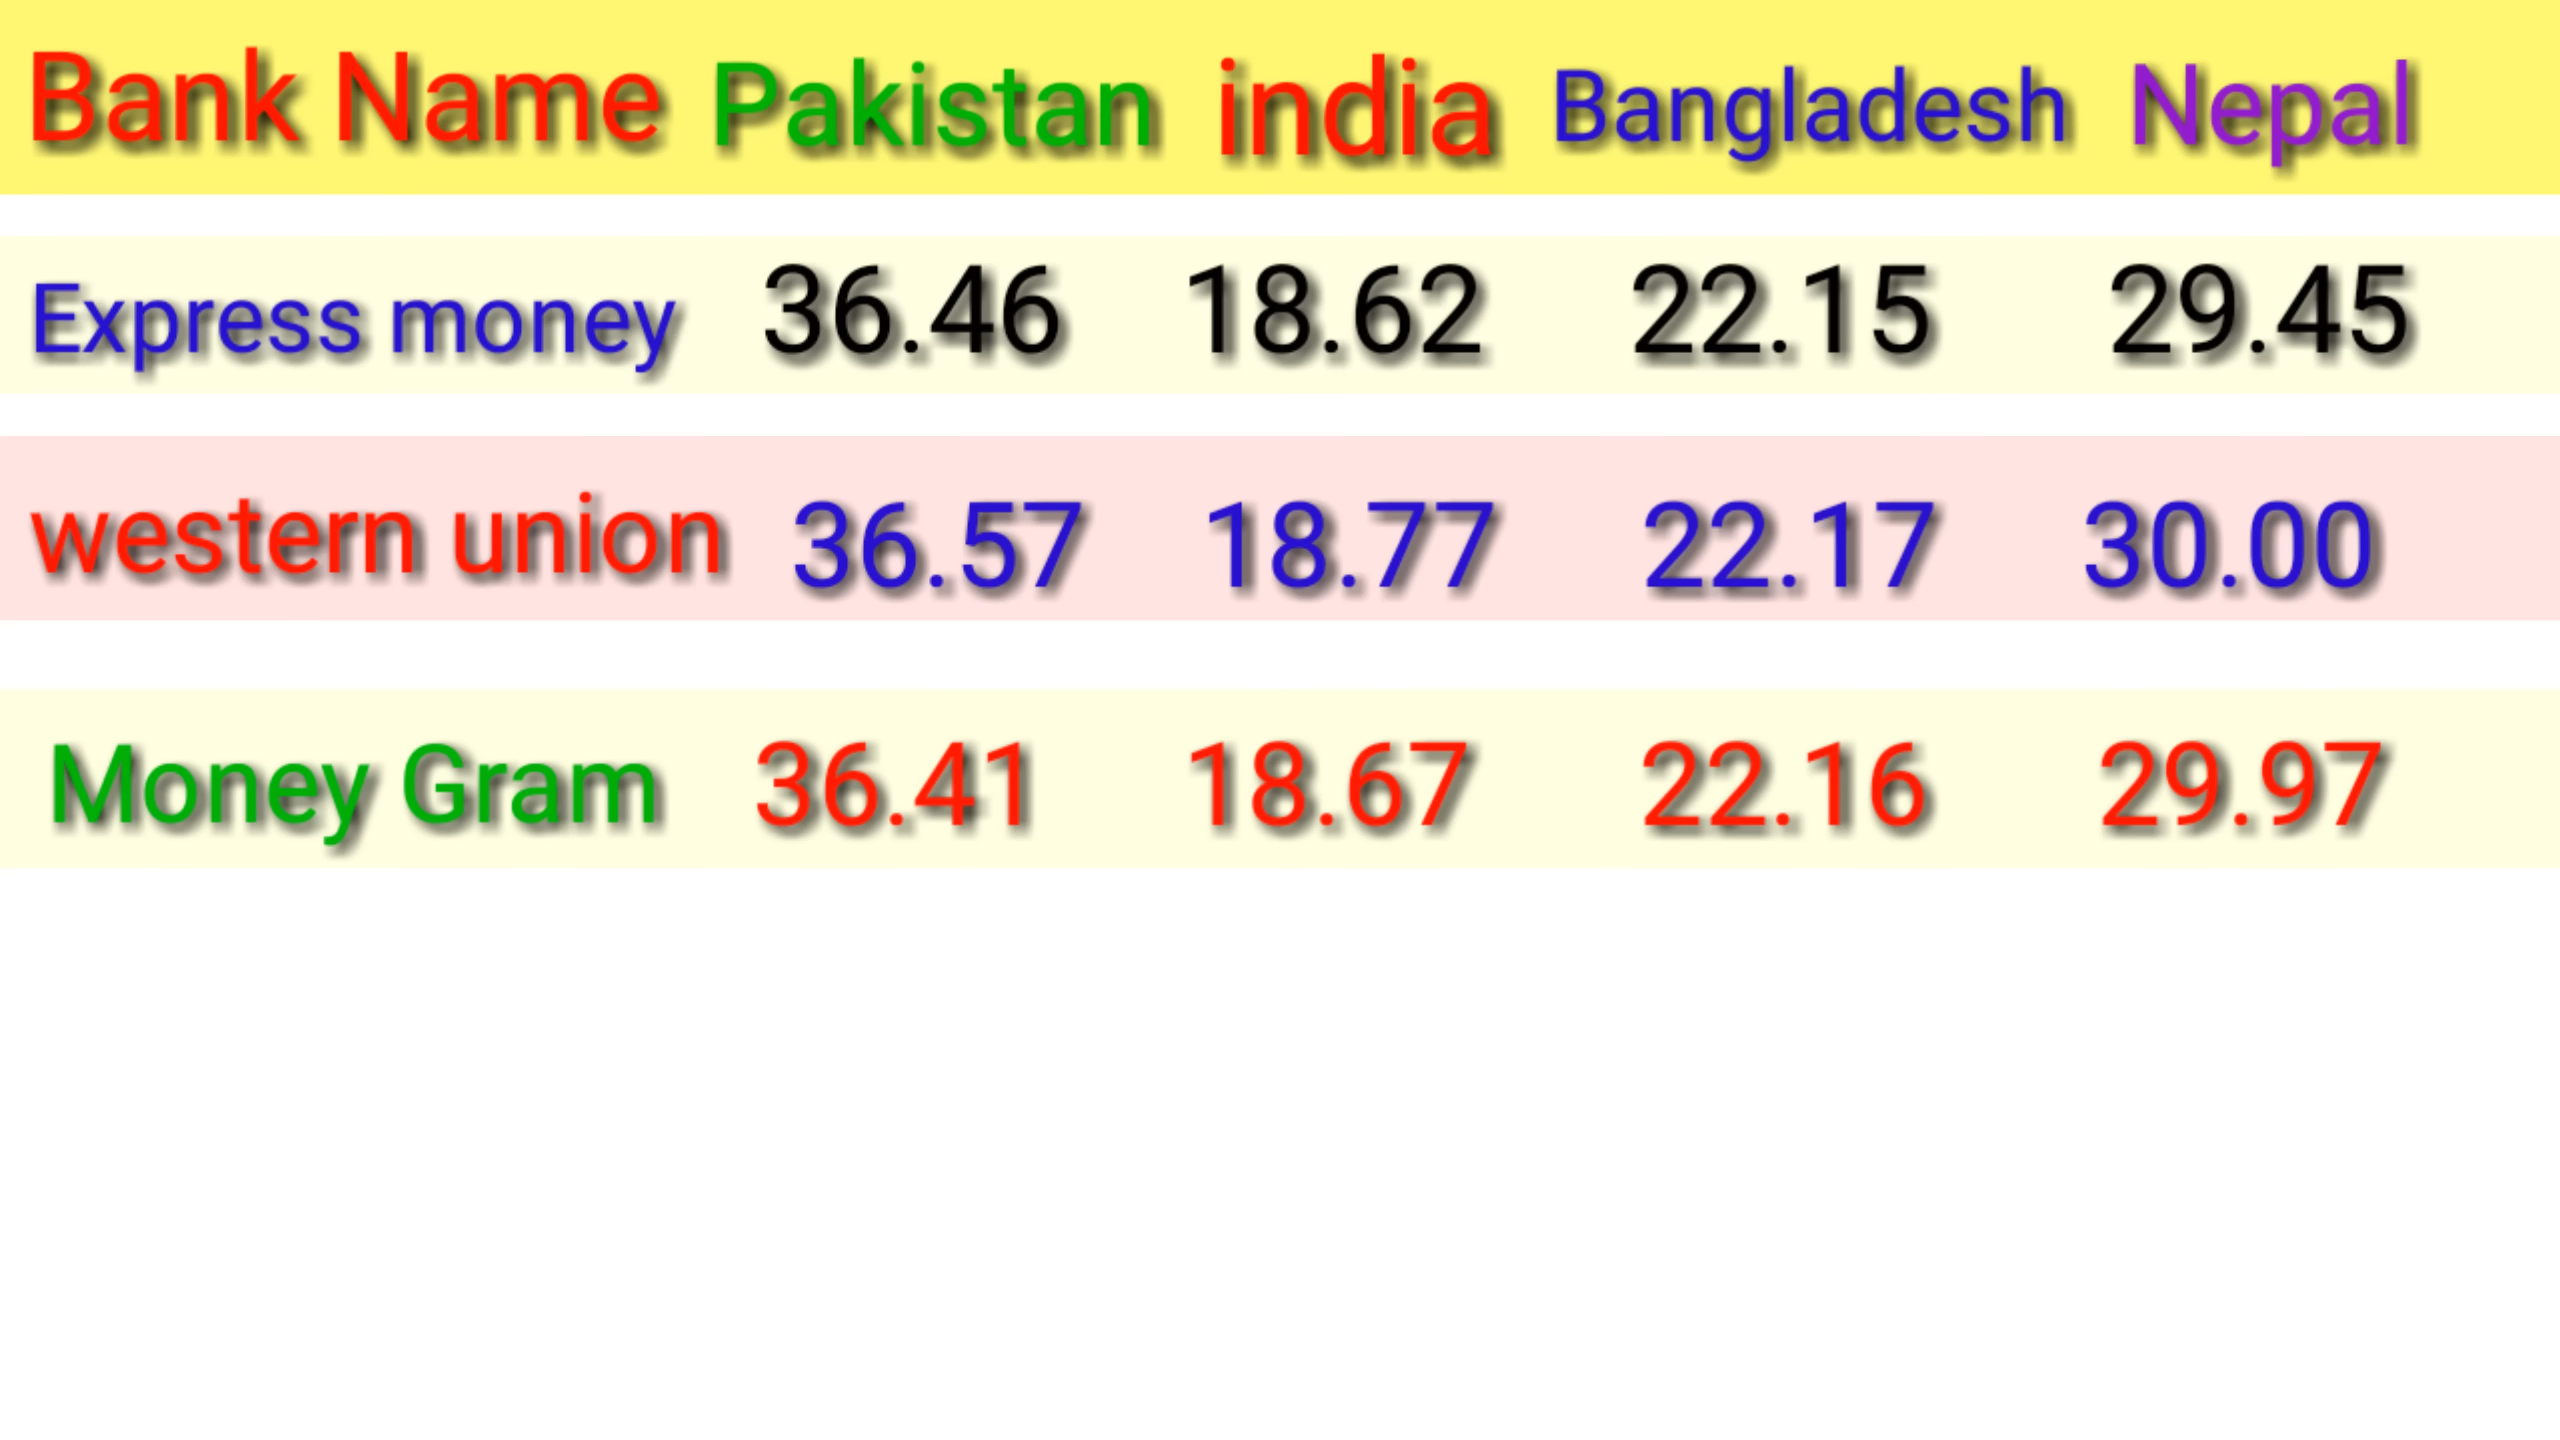 Bank Name Pakistan india Bangladesh Nepal
Express money 36.46 18.62 22.15 29.45
western union 36.57 18.77 22.17 30.00
Money Gram 36.41 18.67 22.16 29.97